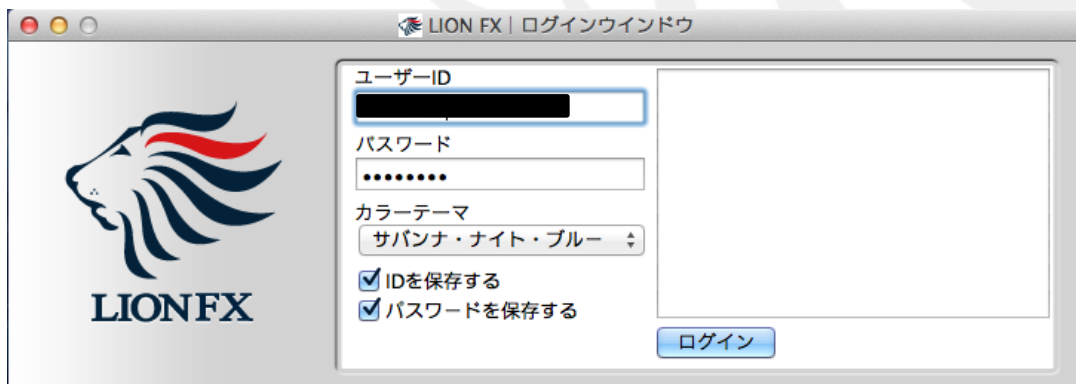 LION FX | ログインウインドウ
ユーザーID
パスワード
••••••••
カラーテーマ
サバンナ・ナイト・ブルー
IDを保存する
パスワードを保存する
LION FX
ログイン